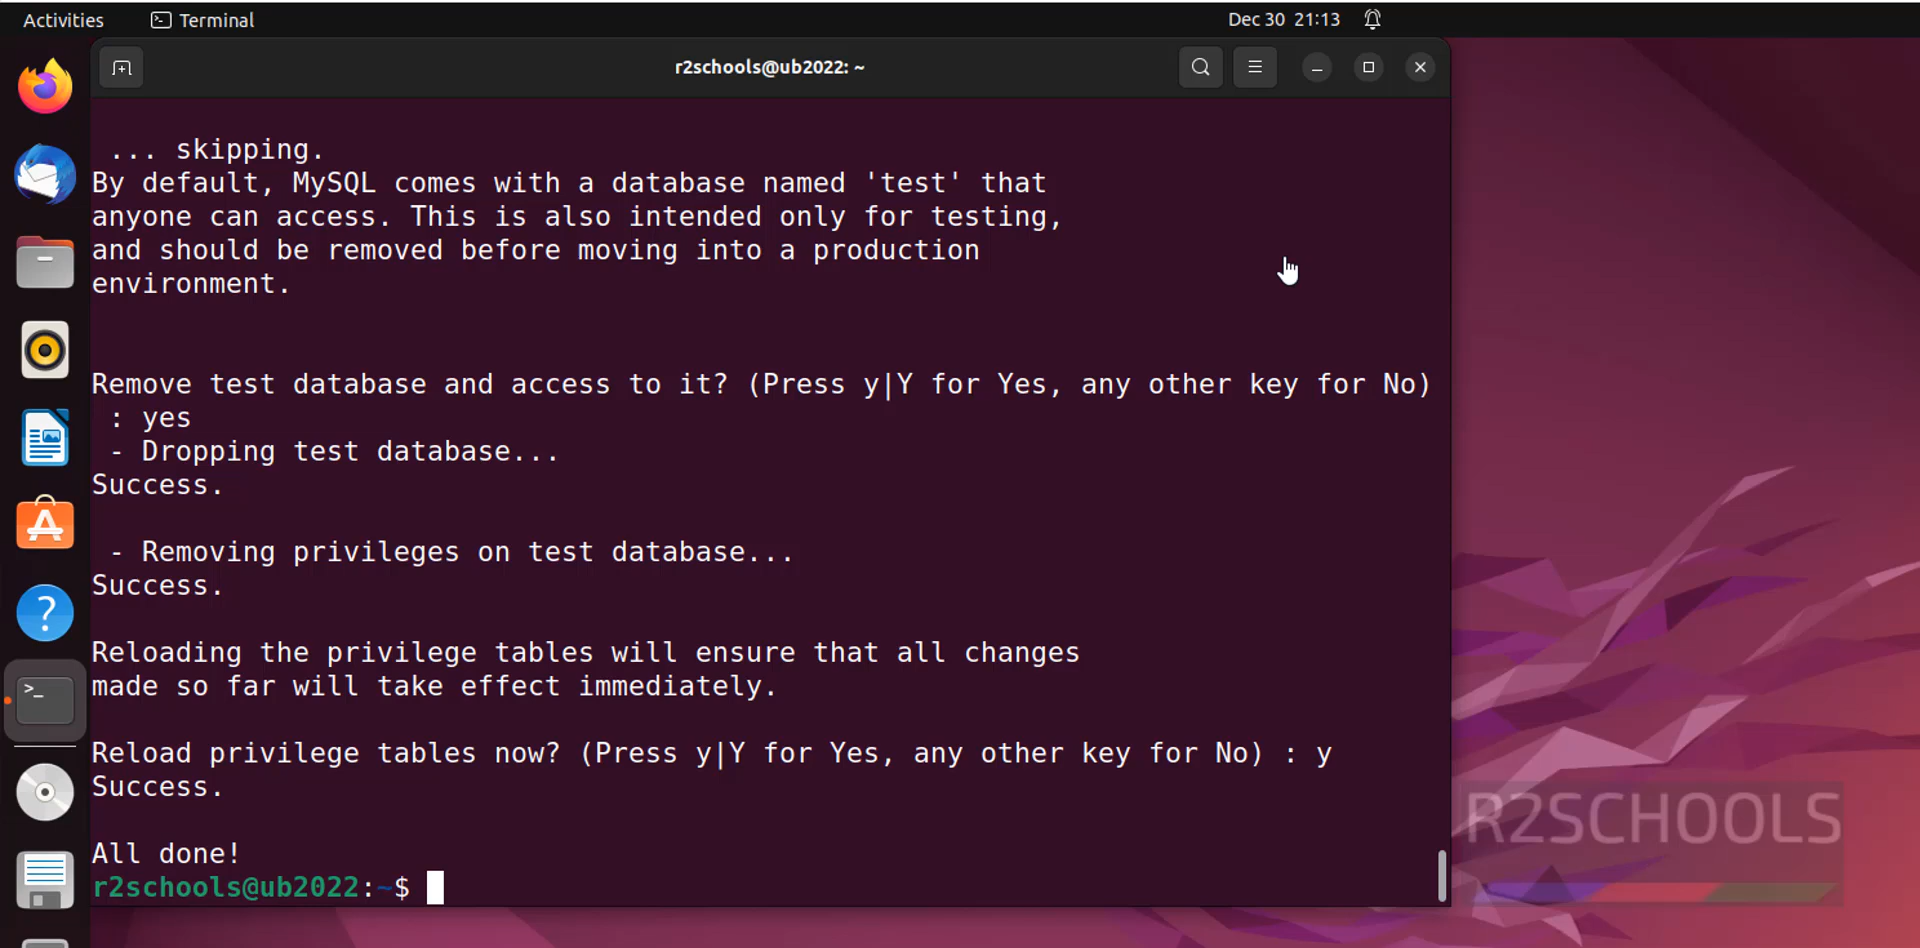 Activities Terminal Dec 30 21:13
r2schools@ub2022: ~
... skipping.
By default, MySQL comes with a database named 'test' that
anyone can access. This is also intended only for testing,
and should be removed before moving into a production
environment.
Remove test database and access to it? (Press y|Y for Yes, any other key for No)
: yes
- Dropping test database...
Success.
- Removing privileges on test database...
Success.
Reloading the privilege tables will ensure that all changes
made so far will take effect immediately.
Reload privilege tables now? (Press y|Y for Yes, any other key for No) : y
Success.
All done!
r2schools@ub2022:~$
R2SCHOOLS